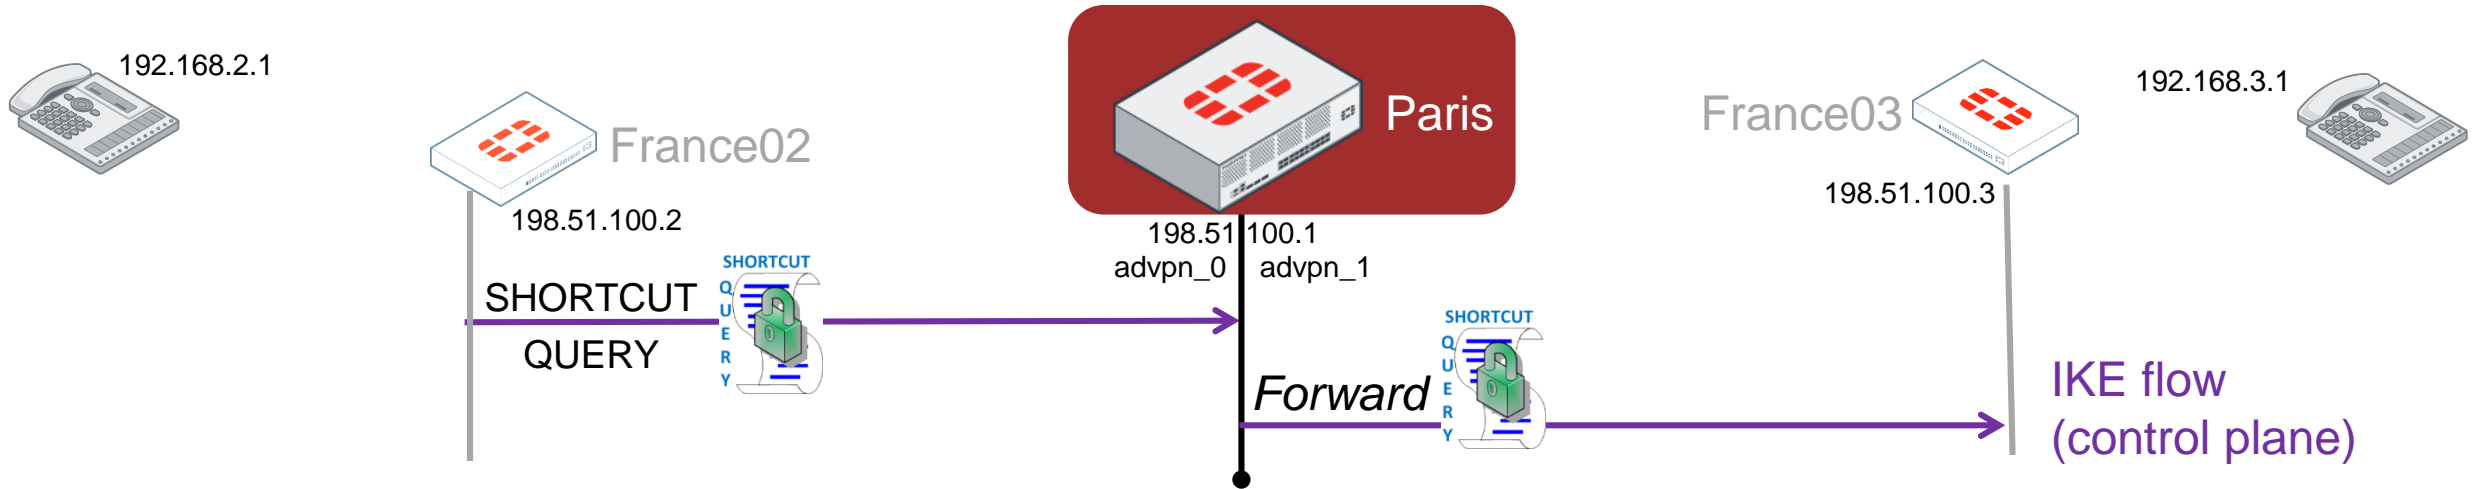 192.168.2.1
France02
198.51.100.2
Paris
198.51.100.1
advpn_0
advpn_1
France03
198.51.100.3
192.168.3.1
SHORTCUT
QUERY
SHORTCUT
QUERY
Forward
SHORTCUT
QUERY
IKE flow
(control plane)